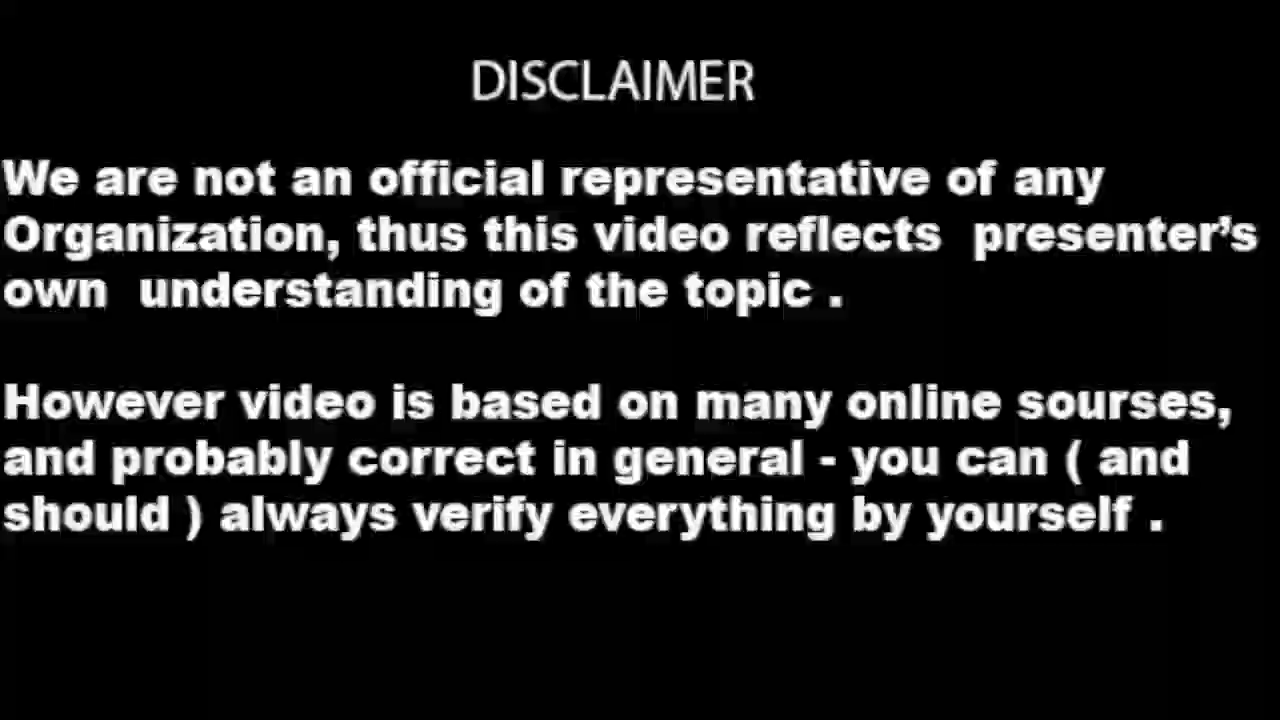 DISCLAIMER
We are not an official representative of any
Organization, thus this video reflects  presenter’s
own  understanding of the topic .
However video is based on many online sourses,
and probably correct in general - you can ( and
should ) always verify everything by yourself .